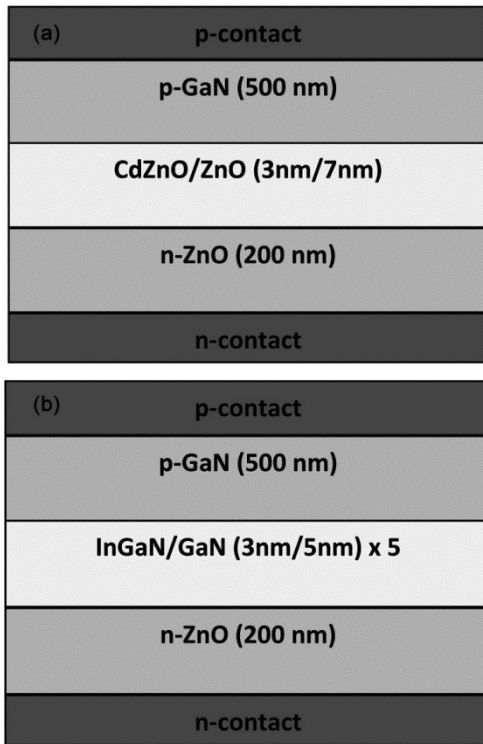 (a)
p-contact
p-GaN (500 nm)
CdZnO/ZnO (3nm/7nm)
n-ZnO (200 nm)
n-contact
(b)
p-contact
p-GaN (500 nm)
InGaN/GaN (3nm/5nm) x 5
n-ZnO (200 nm)
n-contact